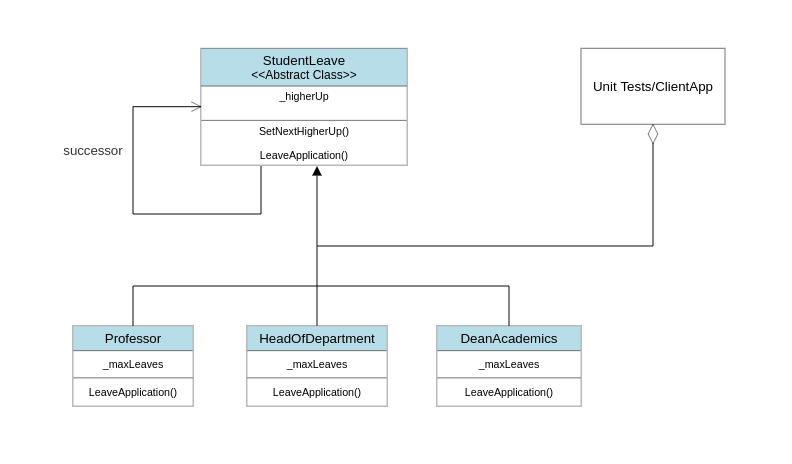 StudentLeave
<<Abstract Class>>
_higherUp
SetNextHigherUp()
LeaveApplication()
successor
Unit Tests/ClientApp
Professor
_maxLeaves
LeaveApplication()
HeadOfDepartment
_maxLeaves
LeaveApplication()
DeanAcademics
_maxLeaves
LeaveApplication()